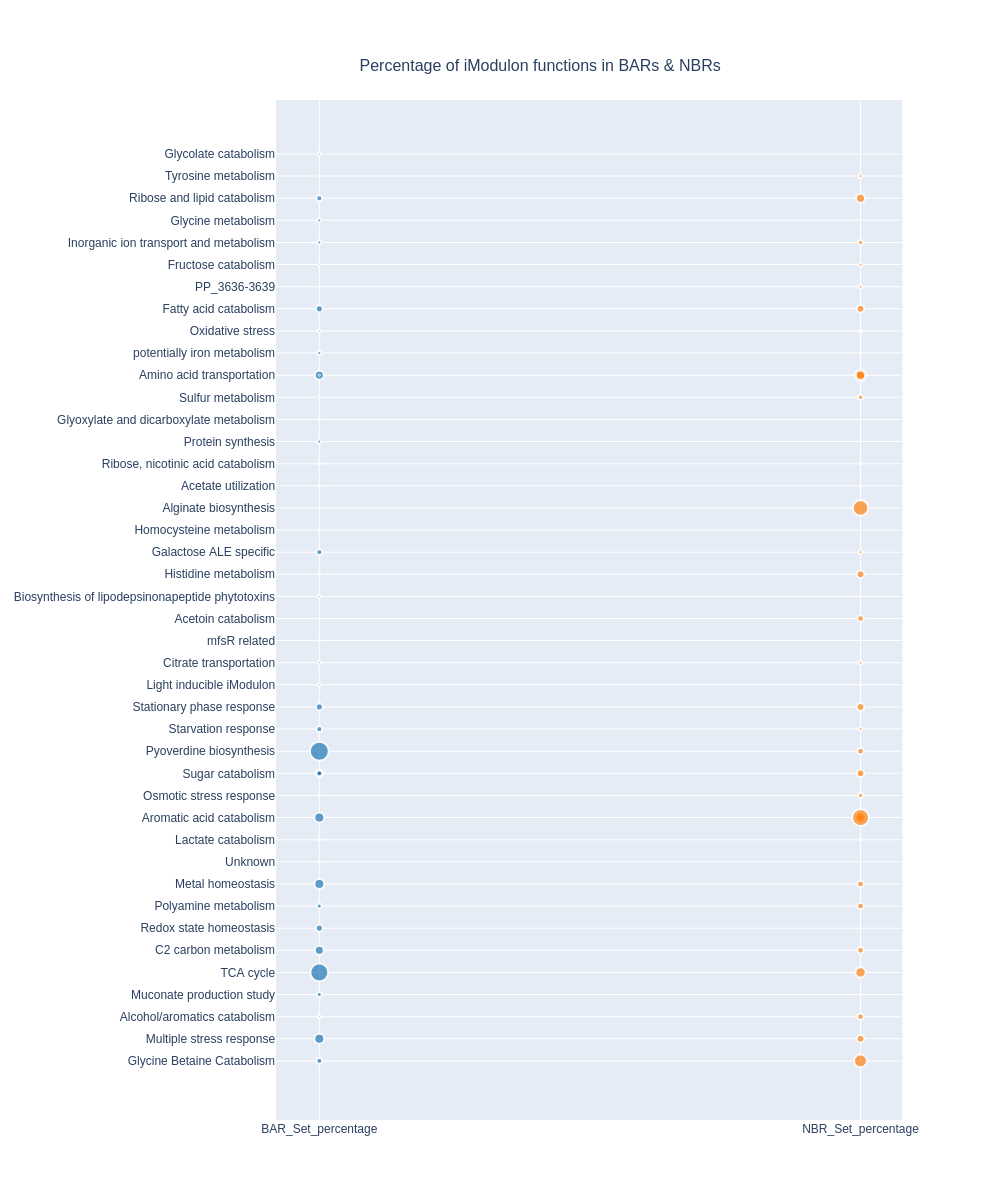 Percentage of iModulon functions in BARs & NBRs
Glycolate catabolism
Tyrosine metabolism
Ribose and lipid catabolism
Glycine metabolism
Inorganic ion transport and metabolism
Fructose catabolism
PP_3636-3639
Fatty acid catabolism
Oxidative stress
potentially iron metabolism
Amino acid transportation
Sulfur metabolism
Glyoxylate and dicarboxylate metabolism
Protein synthesis
Ribose, nicotinic acid catabolism
Acetate utilization
Alginate biosynthesis
Homocysteine metabolism
Galactose ALE specific
Histidine metabolism
Biosynthesis of lipodepsinonapeptide phytotoxins
Acetoin catabolism
mfsR related
Citrate transportation
Light inducible iModulon
Stationary phase response
Starvation response
Pyoverdine biosynthesis
Sugar catabolism
Osmotic stress response
Aromatic acid catabolism
Lactate catabolism
Unknown
Metal homeostasis
Polyamine metabolism
Redox state homeostasis
C2 carbon metabolism
TCA cycle
Muconate production study
Alcohol/aromatics catabolism
Multiple stress response
Glycine Betaine Catabolism
BAR_Set_percentage NBR_Set_percentage